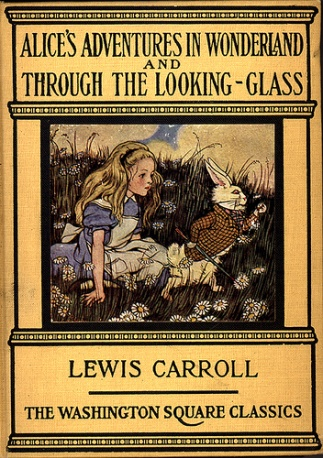 ALICE'S ADVENTURES IN WONDERLAND
AND
THROUGH THE LOOKING-GLASS
LEWIS CARROLL
THE WASHINGTON SQUARE CLASSICS